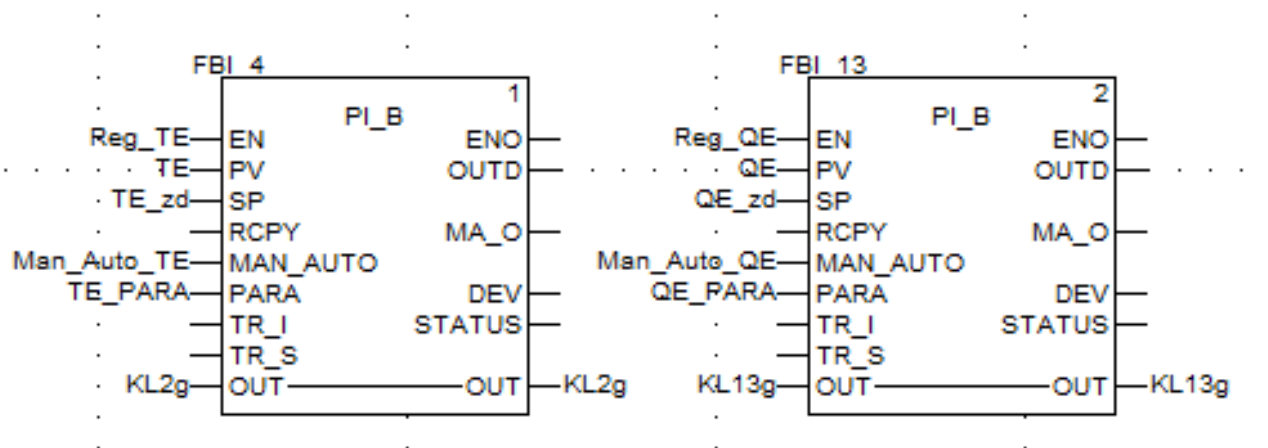 FBI_4 FBI_13
1 2
PI_B PI_B
Reg_TE EN ENO Reg_QE EN ENO
TE PV OUTD QE PV OUTD
TE_zd SP QE_zd SP
RCPY MA_O RCPY MA_O
Man_Auto_TE MAN_AUTO Man_Auto_QE MAN_AUTO
TE_PARA PARA DEV QE_PARA PARA DEV
TR_I STATUS TR_I STATUS
TR_S TR_S
KL2g OUT OUT KL2g KL13g OUT OUT KL13g